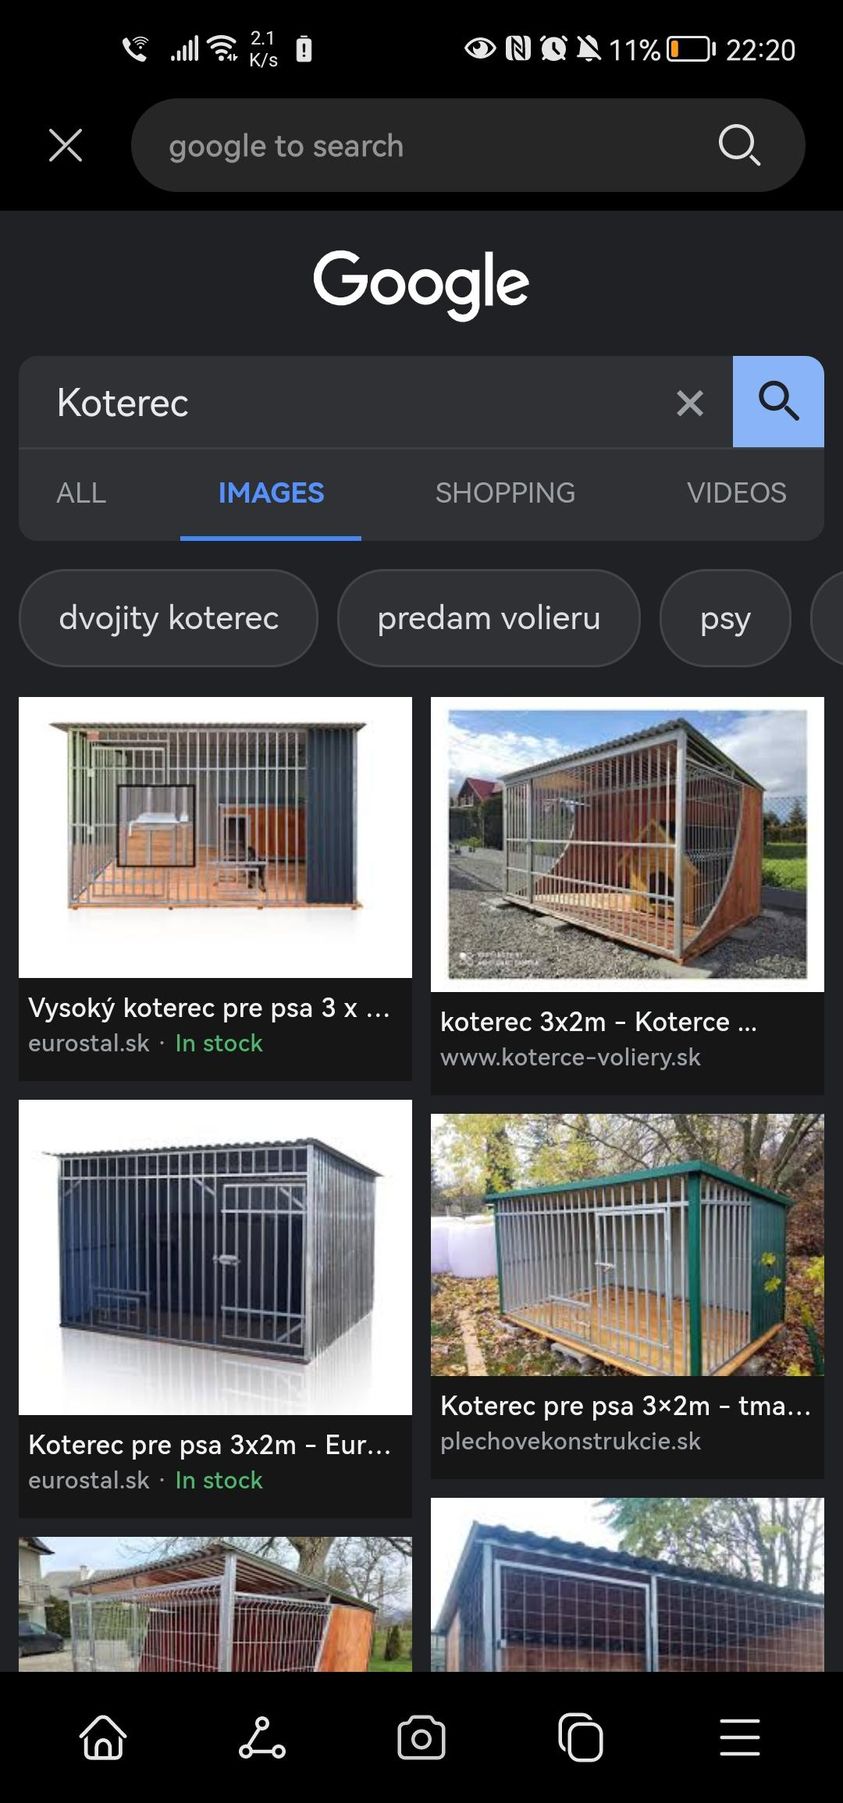 2.1
K/s
11%
22:20
google to search
Google
Koterec
ALL
IMAGES
SHOPPING
VIDEOS
dvojity koterec
predam volieru
psy
Vysoký koterec pre psa 3 x ...
eurostal.sk · In stock
koterec 3x2m - Koterce ...
www.koterce-voliery.sk
Koterec pre psa 3x2m - Eur...
eurostal.sk · In stock
Koterec pre psa 3×2m - tma...
plechovekonstrukcie.sk